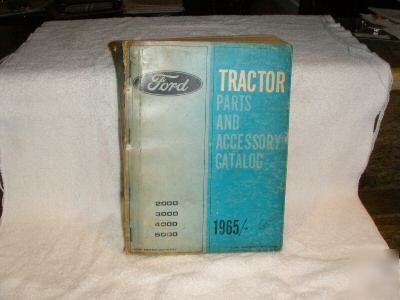 Ford
TRACTOR
PARTS
AND
ACCESSORY
CATALOG
2000
3000
4000
5000
1965/-